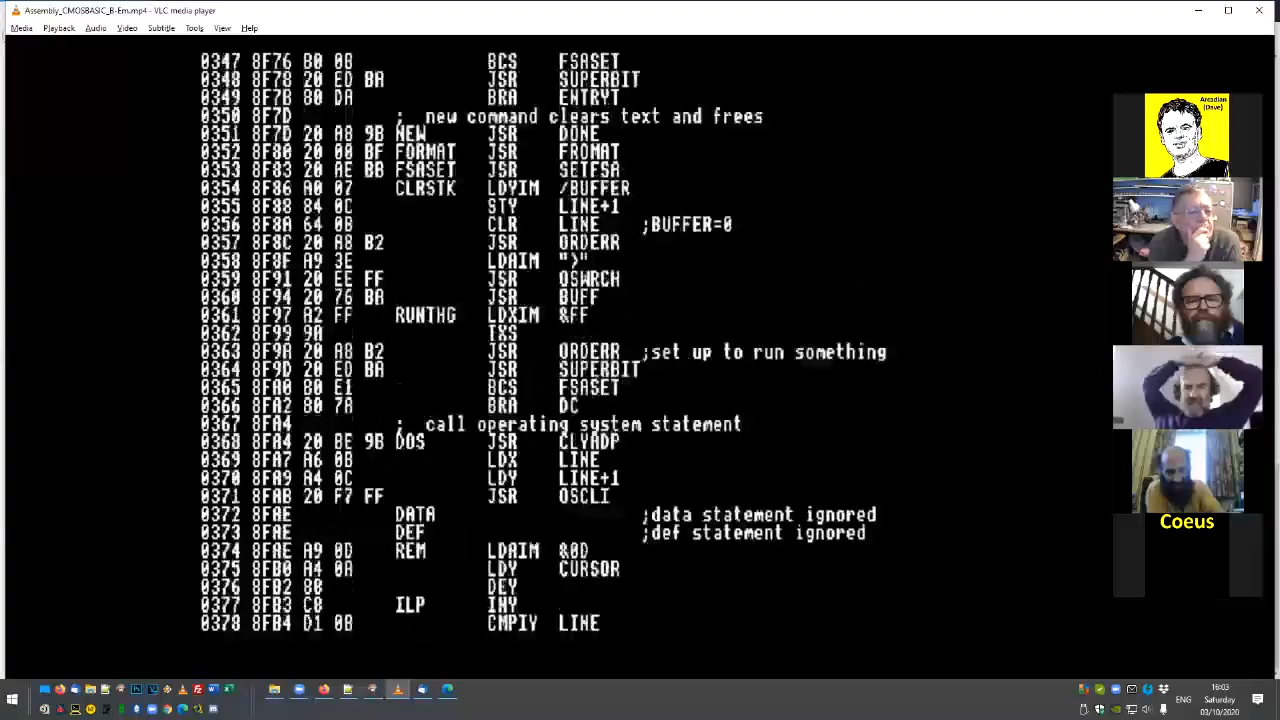 Assembly_CMOSBASIC_B-Em.mp4 - VLC media player
Media Playback Audio Video Subtitle Tools View Help
0347 8F76 B0 0B BCS FSASET
0348 8F78 20 ED BA JSR SUPERBIT
0349 8F7B 80 DA BRA ENTRYT
0350 8F7D ; new command clears text and frees
0351 8F7D 20 A8 9B NEW JSR DONE
0352 8F80 20 00 BF FORMAT JSR FROMAT
0353 8F83 20 AE BB FSASET JSR SETFSA
0354 8F86 A0 07 CLRSTK LDYIM /BUFFER
0355 8F88 84 0C STY LINE+1
0356 8F8A 64 0B CLR LINE ;BUFFER=0
0357 8F8C 20 A8 B2 JSR ORDERR
0358 8F8F A9 3E LDAIM ">"
0359 8F91 20 EE FF JSR OSWRCH
0360 8F94 20 76 BA JSR BUFF
0361 8F97 A2 FF RUNTHG LDXIM &FF
0362 8F99 9A TXS
0363 8F9A 20 A8 B2 JSR ORDERR ;set up to run something
0364 8F9D 20 ED BA JSR SUPERBIT
0365 8FA0 80 E1 BCS FSASET
0366 8FA2 80 7A BRA DC
0367 8FA4 ; call operating system statement
0368 8FA4 20 8E 9B DOS JSR CLYADP
0369 8FA7 A6 0B LDX LINE
0370 8FA9 A4 0C LDY LINE+1
0371 8FAB 20 F7 FF JSR OSCLI
0372 8FAE DATA ;data statement ignored
0373 8FAE DEF ;def statement ignored
0374 8FAE A9 0D REM LDAIM &0D
0375 8FB0 A4 0A LDY CURSOR
0376 8FB2 88 DEY
0377 8FB3 C8 ILP INY
0378 8FB4 D1 0B CMPIY LINE
Arcadian
(Dave)
Coeus
ENG
16:03
Saturday
03/10/2020